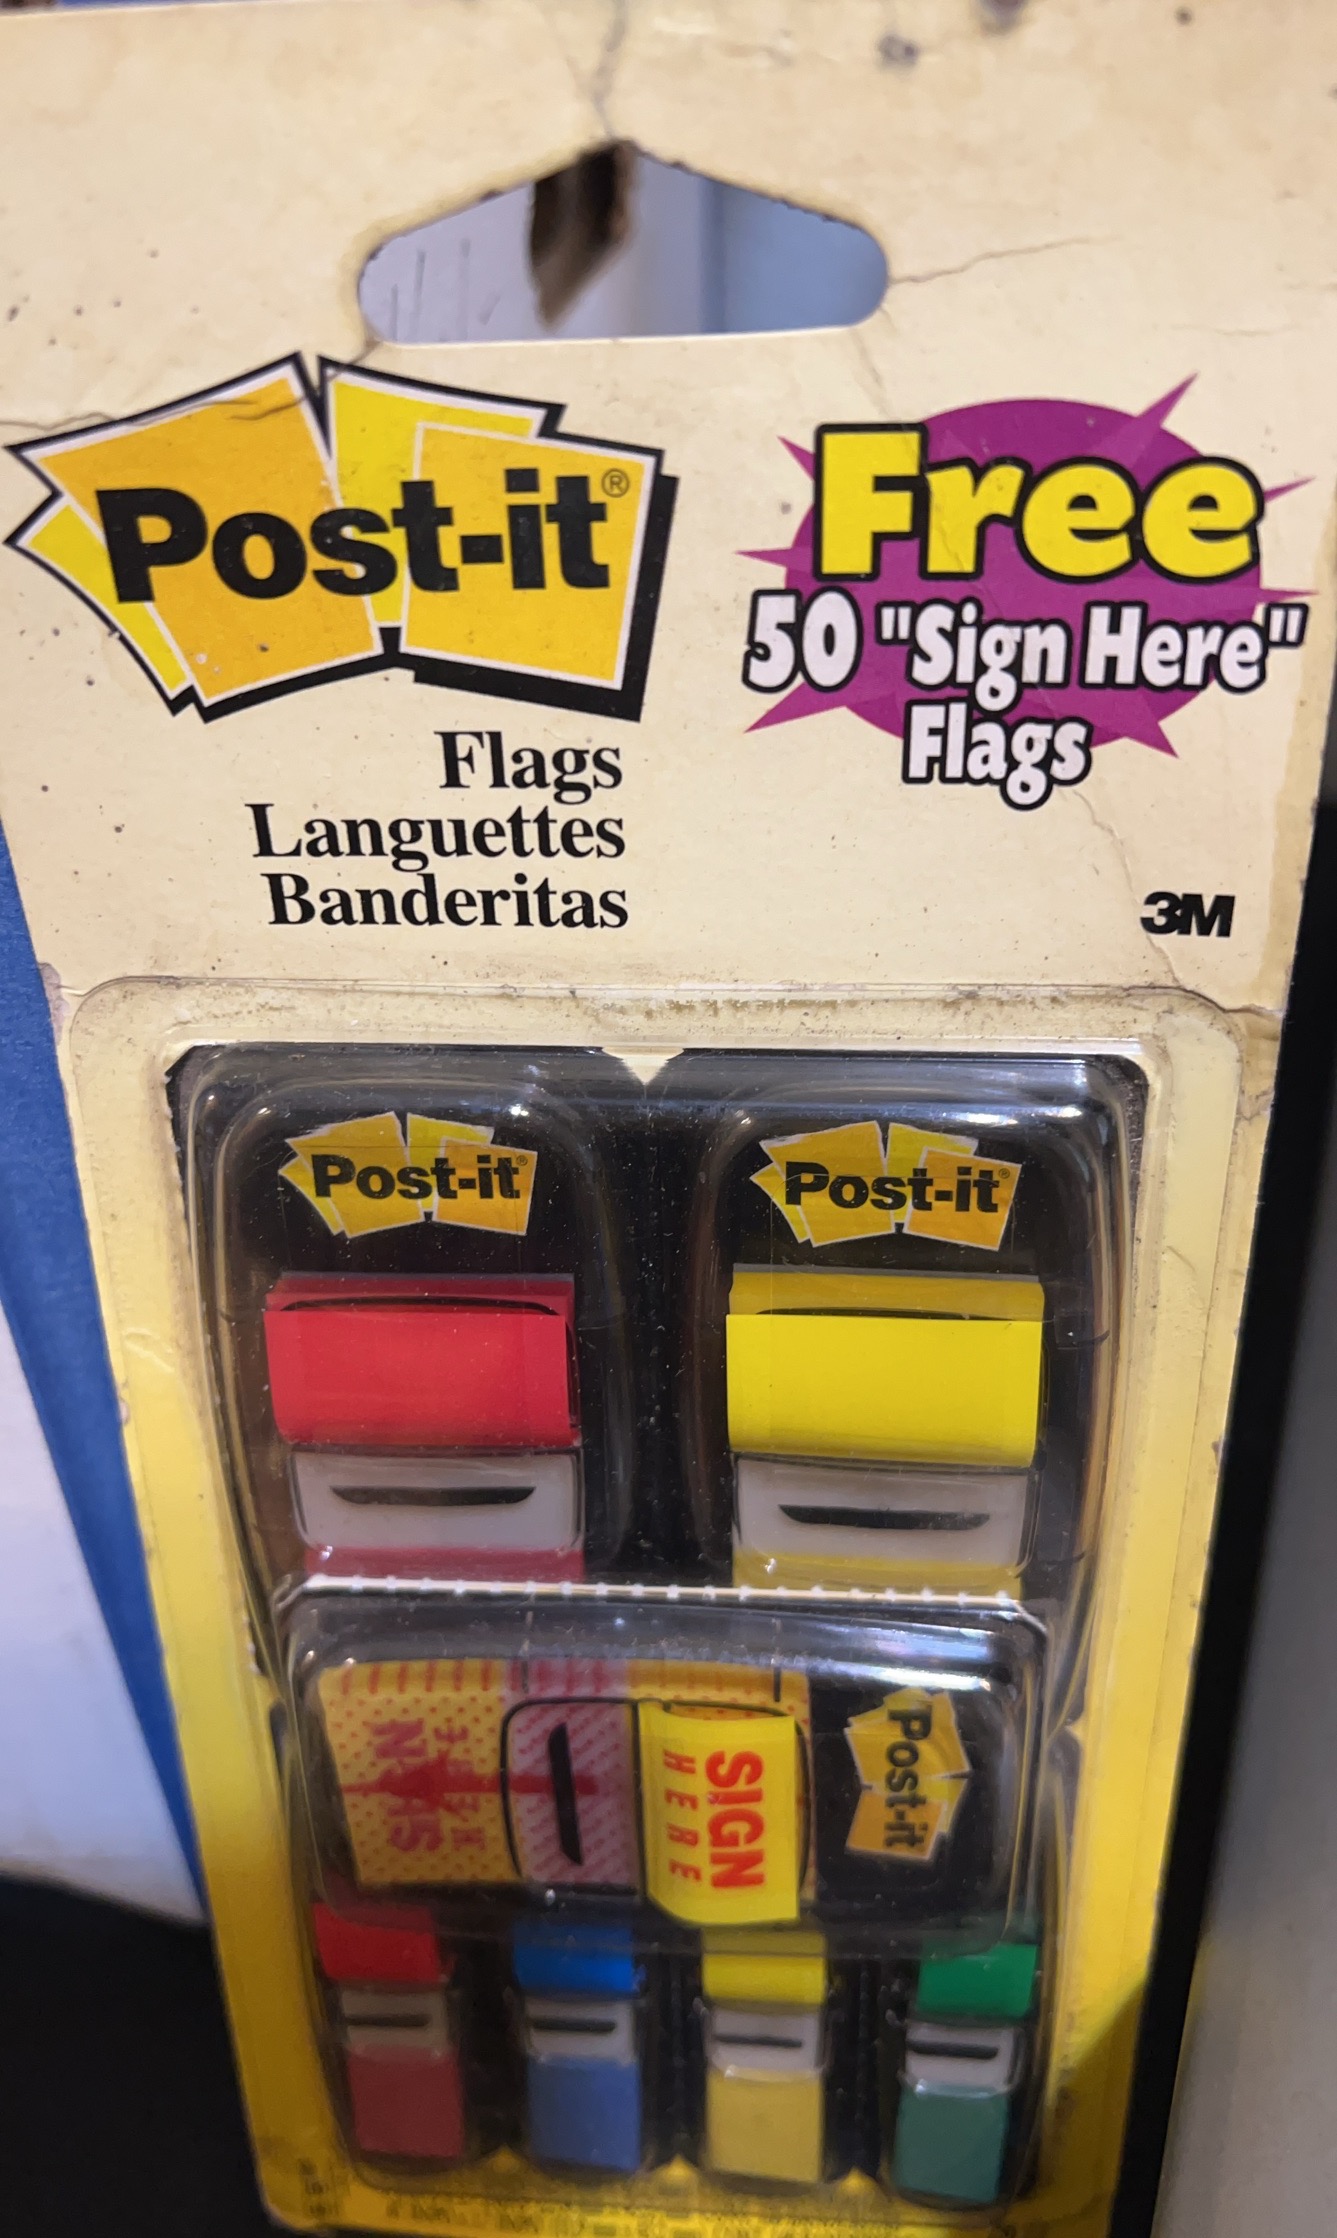 Post-it®
Free
50 "Sign Here"
Flags
Flags
Languettes
Banderitas
3M
Post-it®
Post-it®
SIGN
HERE
Post-it